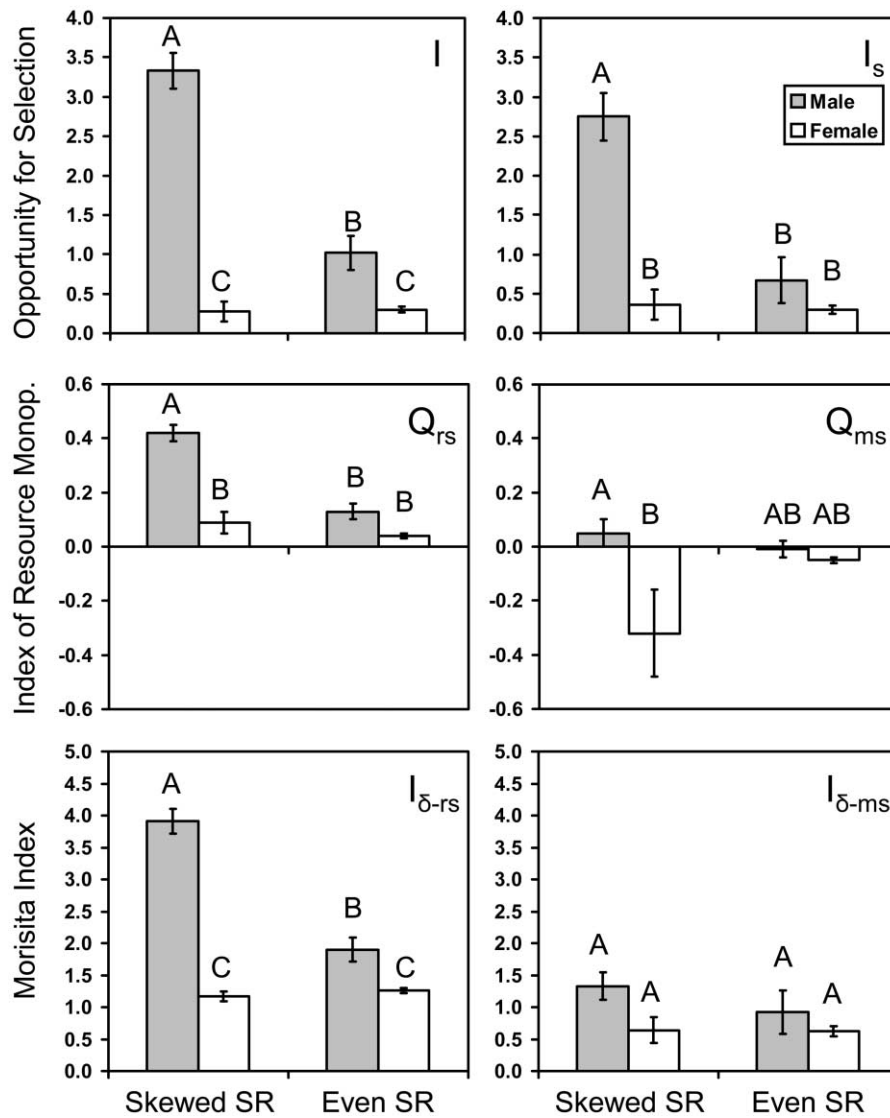 Opportunity for Selection
4.0
3.5
3.0
2.5
2.0
1.5
1.0
0.5
0.0
A
C
B
C
I
4.0
3.5
3.0
2.5
2.0
1.5
1.0
0.5
0.0
A
B
B
B
Is
Male
Female
Index of Resource Monop.
0.6
0.4
0.2
0.0
-0.2
-0.4
-0.6
A
B
B
B
Qrs
0.6
0.4
0.2
0.0
-0.2
-0.4
-0.6
A
B
AB AB
Qms
Morisita Index
5.0
4.5
4.0
3.5
3.0
2.5
2.0
1.5
1.0
0.5
0.0
A
C
B
C
Iδ-rs
Skewed SR Even SR
5.0
4.5
4.0
3.5
3.0
2.5
2.0
1.5
1.0
0.5
0.0
A
A
A
A
Iδ-ms
Skewed SR Even SR